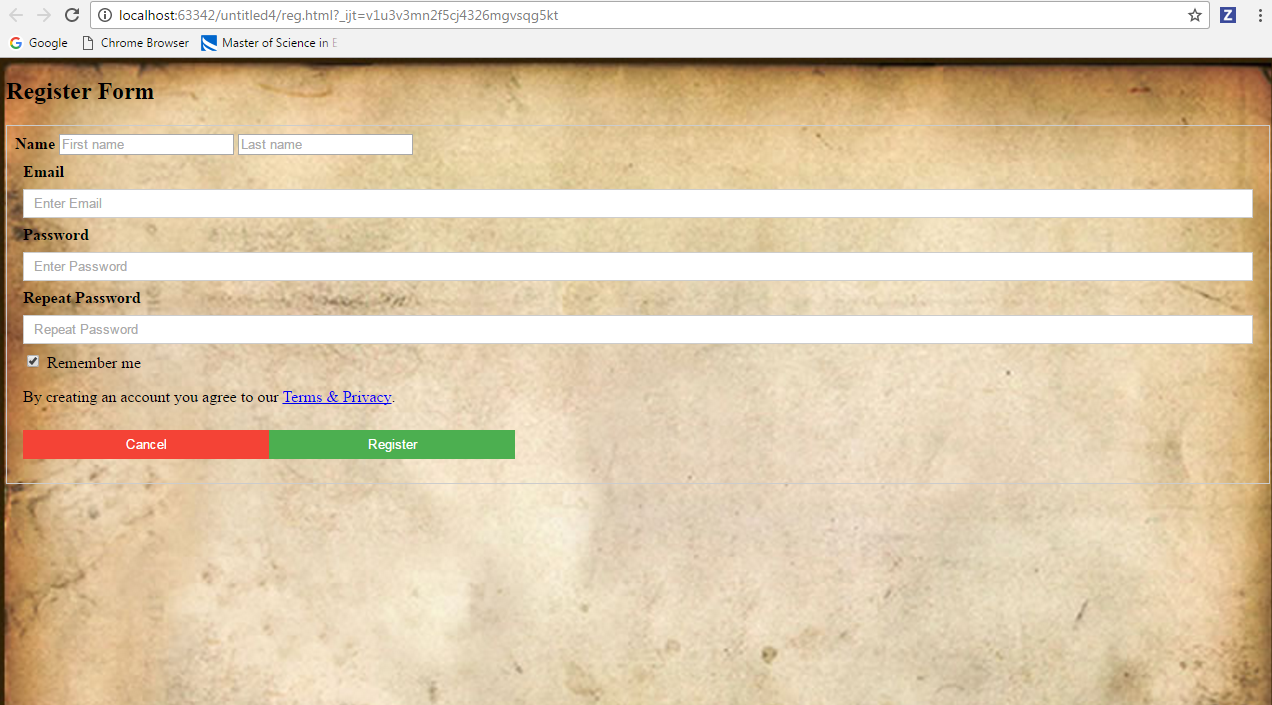 localhost:63342/untitled4/reg.html?_ijt=v1u3v3mn2f5cj4326mgvsqg5kt
Z
Google Chrome Browser Master of Science in E
Register Form
Name First name Last name
Email
Enter Email
Password
Enter Password
Repeat Password
Repeat Password
Remember me
By creating an account you agree to our Terms & Privacy.
Cancel Register